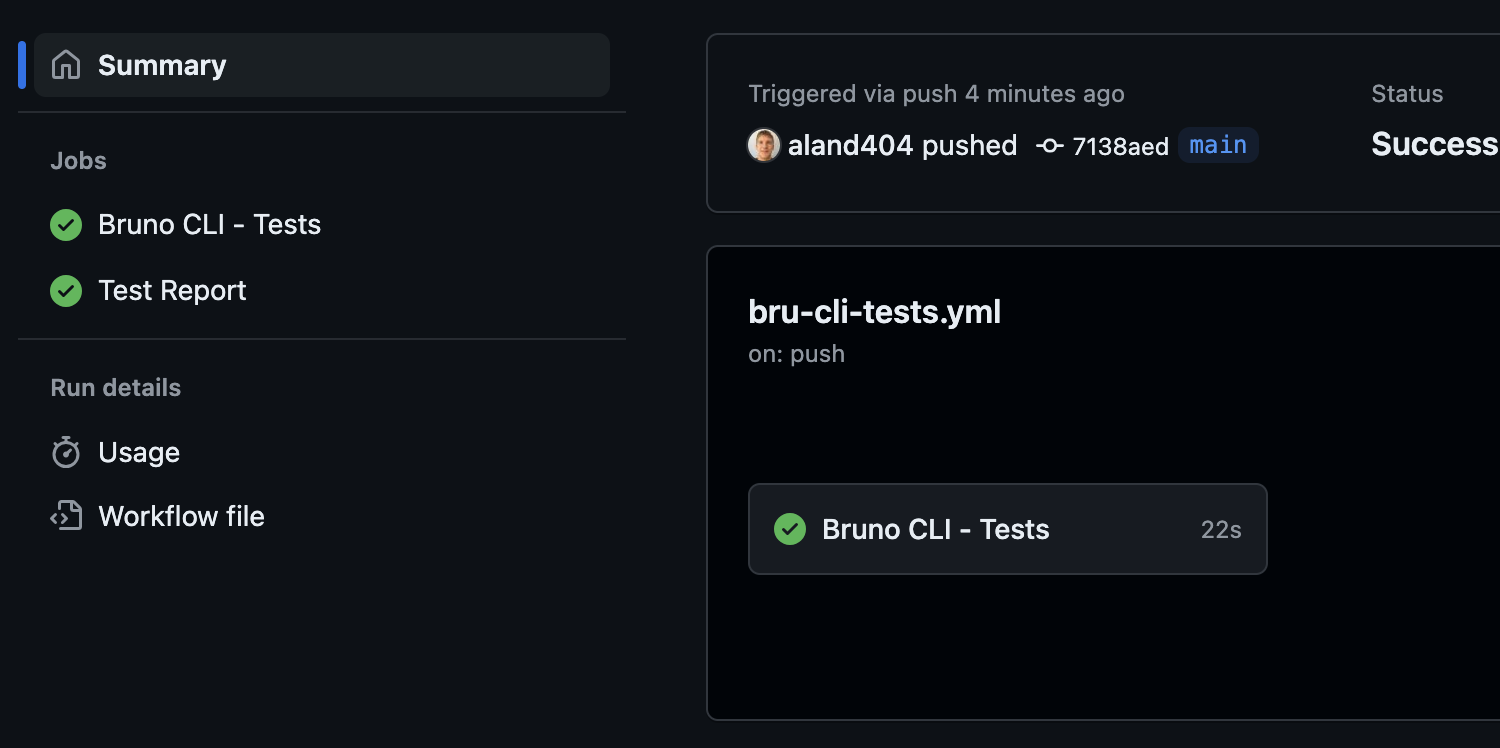 Summary
Jobs
Bruno CLI - Tests
Test Report
Run details
Usage
Workflow file
Triggered via push 4 minutes ago
aland404 pushed 7138aed main
Status
Success
bru-cli-tests.yml
on: push
Bruno CLI - Tests 22s